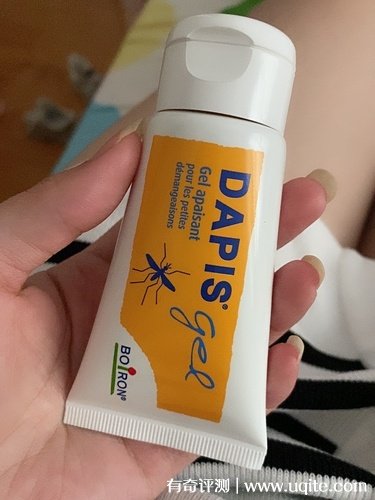 DAPIS® gel
Gel apaisant
pour les petites
démangeaisons
BOIRON®
有奇评测 | www.uqite.com